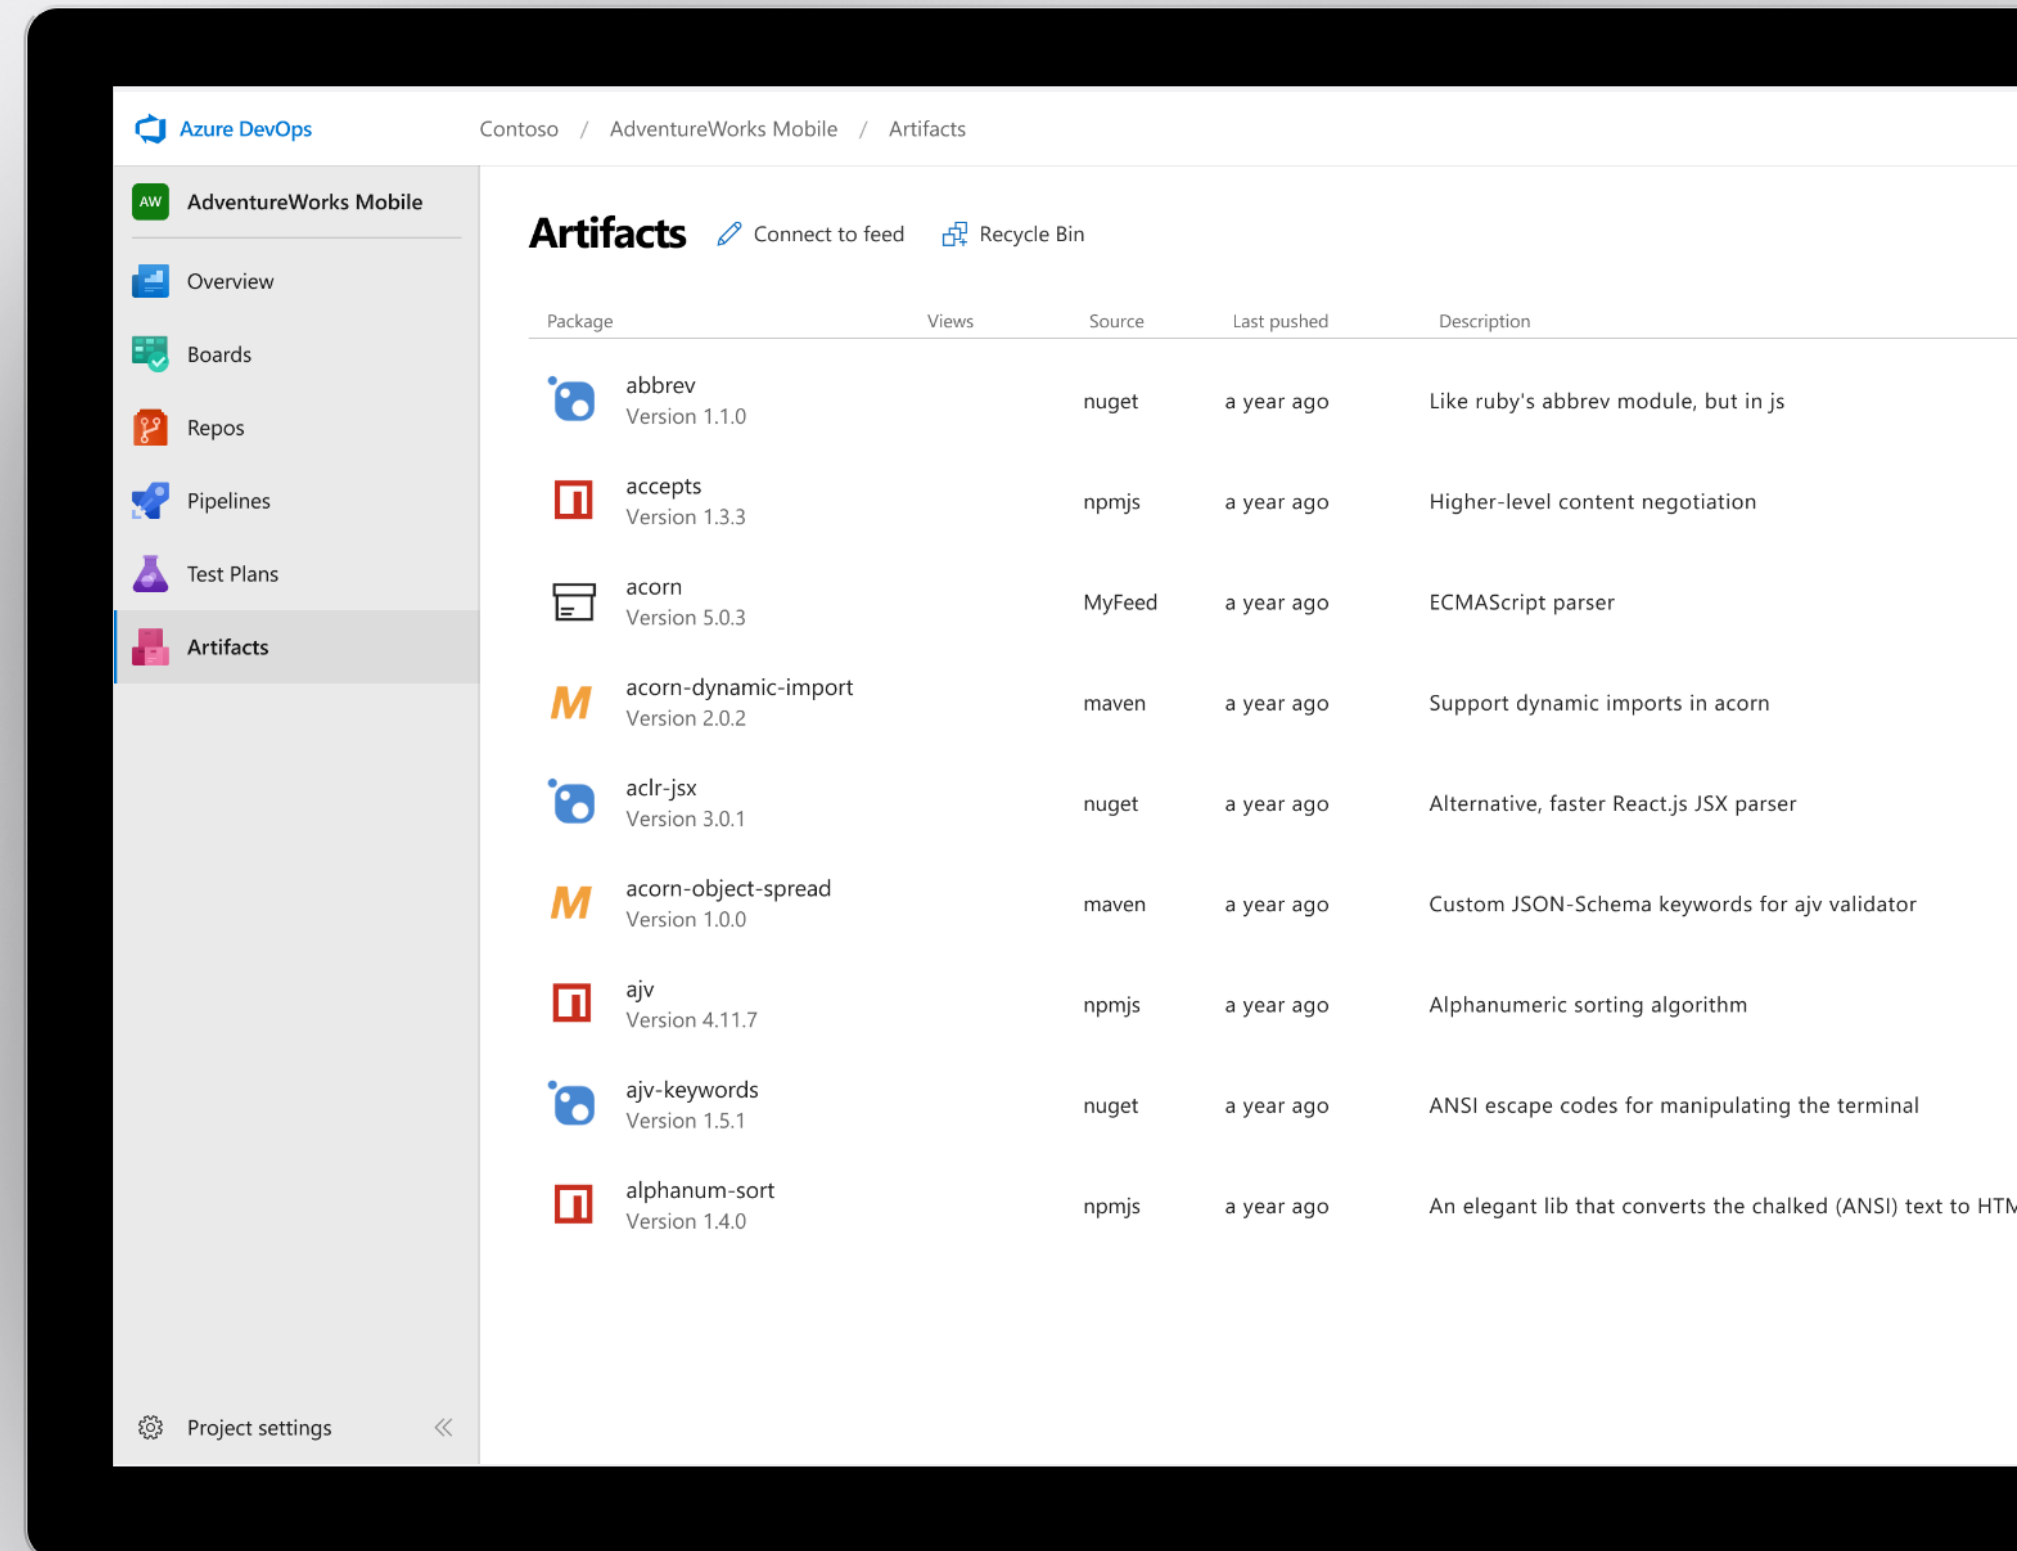 Azure DevOps Contoso / AdventureWorks Mobile / Artifacts
AW AdventureWorks Mobile
Overview
Boards
Repos
Pipelines
Test Plans
Artifacts
Project settings
Artifacts Connect to feed Recycle Bin
Package Views Source Last pushed Description
abbrev
Version 1.1.0
nuget a year ago Like ruby's abbrev module, but in js
accepts
Version 1.3.3
npmjs a year ago Higher-level content negotiation
acorn
Version 5.0.3
MyFeed a year ago ECMAScript parser
acorn-dynamic-import
Version 2.0.2
maven a year ago Support dynamic imports in acorn
aclr-jsx
Version 3.0.1
nuget a year ago Alternative, faster React.js JSX parser
acorn-object-spread
Version 1.0.0
maven a year ago Custom JSON-Schema keywords for ajv validator
ajv
Version 4.11.7
npmjs a year ago Alphanumeric sorting algorithm
ajv-keywords
Version 1.5.1
nuget a year ago ANSI escape codes for manipulating the terminal
alphanum-sort
Version 1.4.0
npmjs a year ago An elegant lib that converts the chalked (ANSI) text to